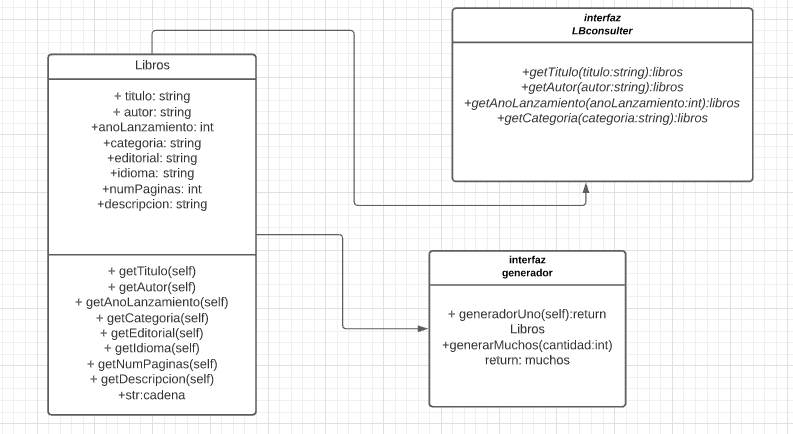 Libros
+ titulo: string
+ autor: string
+anoLanzamiento: int
+categoria: string
+editorial: string
+idioma: string
+numPaginas: int
+descripcion: string
+ getTitulo(self)
+ getAutor(self)
+ getAnoLanzamiento(self)
+ getCategoria(self)
+ getEditorial(self)
+ getIdioma(self)
+ getNumPaginas(self)
+ getDescripcion(self)
+str:cadena
interfaz
LBconsulter
+getTitulo(titulo:string):libros
+getAutor(autor:string):libros
+getAnoLanzamiento(anoLanzamiento:int):libros
+getCategoria(categoria:string):libros
interfaz
generador
+ generadorUno(self):return
Libros
+generarMuchos(cantidad:int)
return: muchos